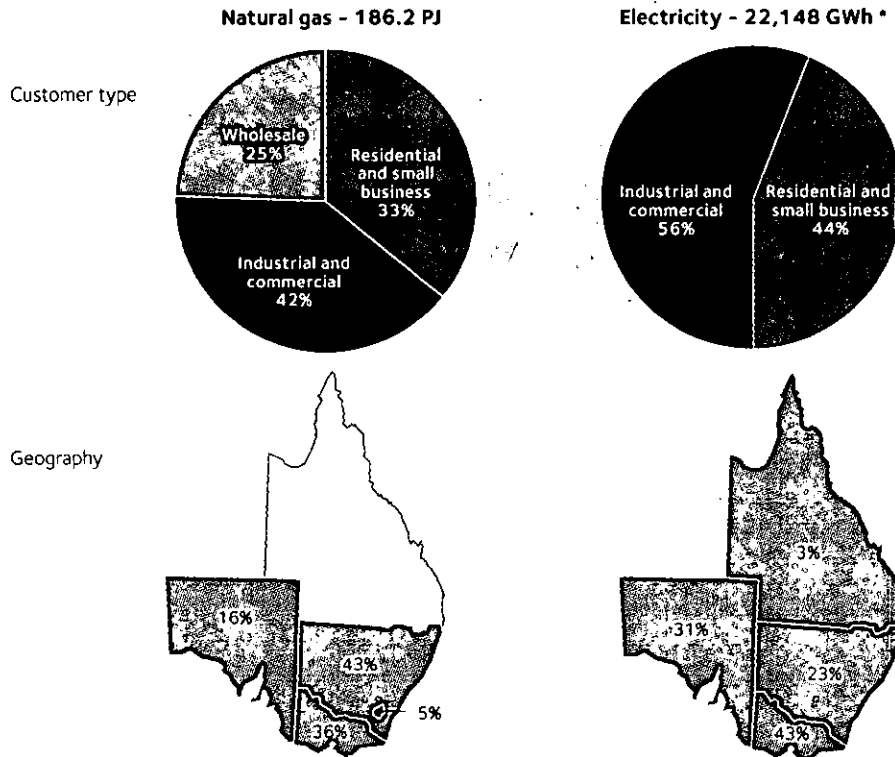 Natural gas - 186.2 PJ
Electricity - 22,148 GWh *
Customer type
Wholesale
25%
Residential
and small
business
33%
Industrial and
commercial
42%
Industrial and
commercial
56%
Residential and
small business
44%
Geography
16%
43%
5%
36%
3%
31%
23%
43%